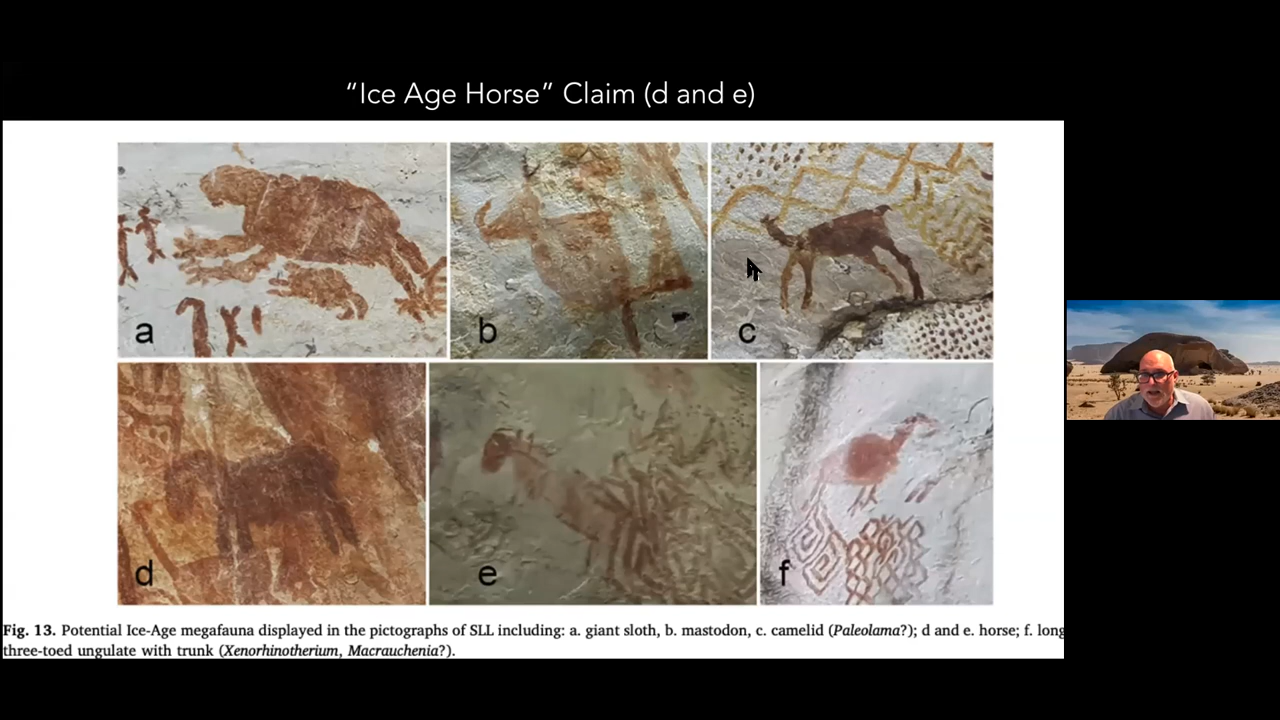 “Ice Age Horse” Claim (d and e)
a
b
c
d
e
f
Fig. 13. Potential Ice-Age megafauna displayed in the pictographs of SLL including: a. giant sloth, b. mastodon, c. camelid (Paleolama?); d and e. horse; f. long
three-toed ungulate with trunk (Xenorhinotherium, Macrauchenia?).